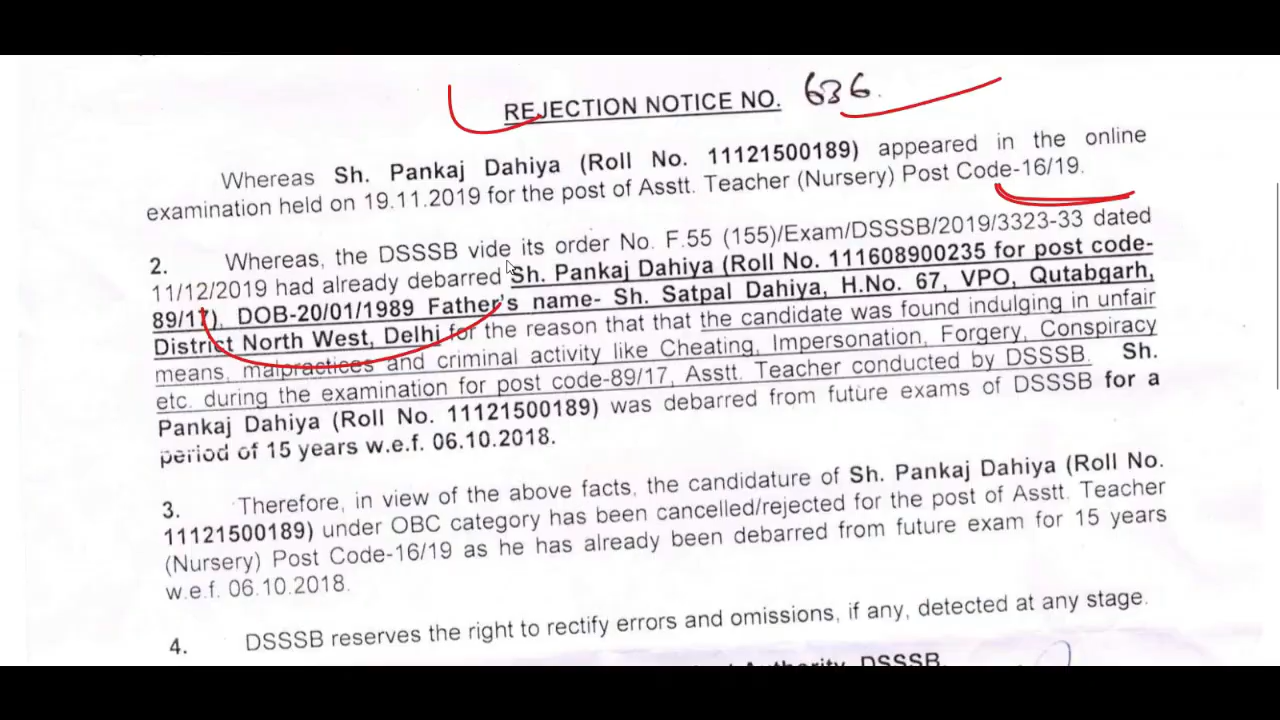 REJECTION NOTICE NO. 636.
Whereas Sh. Pankaj Dahiya (Roll No. 11121500189) appeared in the online
examination held on 19.11.2019 for the post of Asstt. Teacher (Nursery) Post Code-16/19.
2. Whereas, the DSSSB vide its order No. F.55 (155)/Exam/DSSSB/2019/3323-33 dated
11/12/2019 had already debarred Sh. Pankaj Dahiya (Roll No. 111608900235 for post code-
89/17), DOB-20/01/1989 Father's name- Sh. Satpal Dahiya, H.No. 67, VPO, Qutabgarh,
District North West, Delhi for the reason that that the candidate was found indulging in unfair
means, malpractices and criminal activity like Cheating, Impersonation, Forgery, Conspiracy
etc. during the examination for post code-89/17, Asstt. Teacher conducted by DSSSB. Sh.
Pankaj Dahiya (Roll No. 11121500189) was debarred from future exams of DSSSB for a
period of 15 years w.e.f. 06.10.2018.
3. Therefore, in view of the above facts, the candidature of Sh. Pankaj Dahiya (Roll No.
11121500189) under OBC category has been cancelled/rejected for the post of Asstt. Teacher
(Nursery) Post Code-16/19 as he has already been debarred from future exam for 15 years
w.e.f. 06.10.2018.
4. DSSSB reserves the right to rectify errors and omissions, if any, detected at any stage.
Authority, DSSSB.